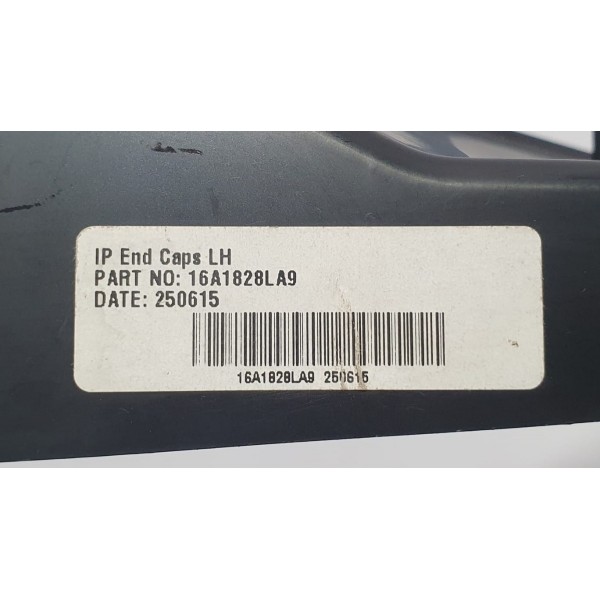 IP End Caps LH
PART NO: 16A1828LA9
DATE: 250615
16A1828LA9 250615